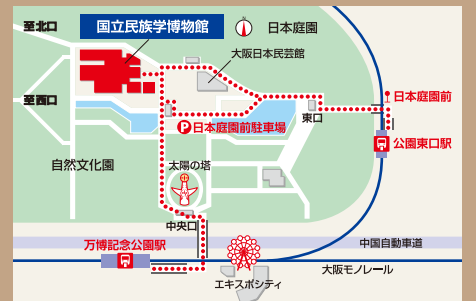 至北口
国立民族学博物館
N
日本庭園
大阪日本民芸館
至西口
日本庭園前
P日本庭園前駐車場
東口
公園東口駅
自然文化園
太陽の塔
中央口
万博記念公園駅
中国自動車道
大阪モノレール
エキスポシティ